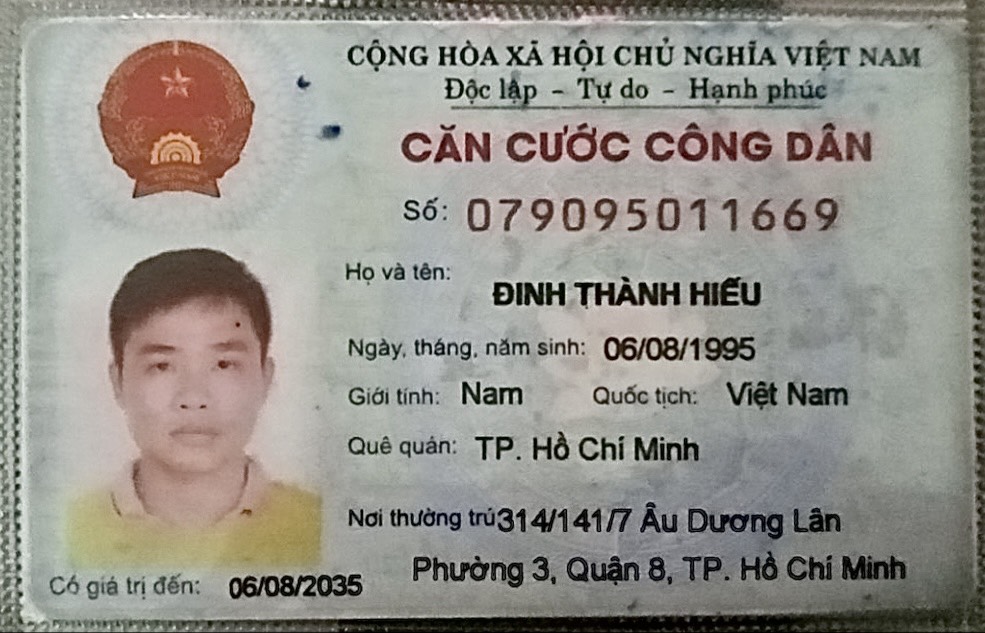 CỘNG HÒA XÃ HỘI CHỦ NGHĨA VIỆT NAM
Độc lập - Tự do - Hạnh phúc
CĂN CƯỚC CÔNG DÂN
Số: 079095011669
Họ và tên:
ĐINH THÀNH HIẾU
Ngày, tháng, năm sinh: 06/08/1995
Giới tính: Nam Quốc tịch: Việt Nam
Quê quán: TP. Hồ Chí Minh
Nơi thường trú 314/141/7 Âu Dương Lân
Phường 3, Quận 8, TP. Hồ Chí Minh
Có giá trị đến: 06/08/2035